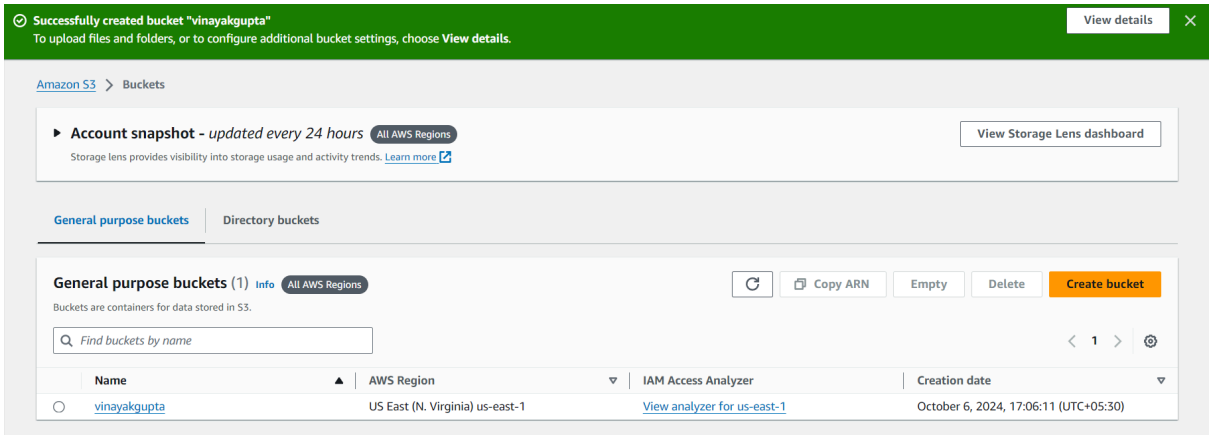 Successfully created bucket "vinayakgupta"
To upload files and folders, or to configure additional bucket settings, choose View details.
View details
Amazon S3 > Buckets
Account snapshot - updated every 24 hours All AWS Regions
Storage lens provides visibility into storage usage and activity trends. Learn more
View Storage Lens dashboard
General purpose buckets Directory buckets
General purpose buckets (1) Info All AWS Regions
Buckets are containers for data stored in S3.
Copy ARN Empty Delete Create bucket
Find buckets by name
1
Name AWS Region IAM Access Analyzer Creation date
vinayakgupta US East (N. Virginia) us-east-1 View analyzer for us-east-1 October 6, 2024, 17:06:11 (UTC+05:30)